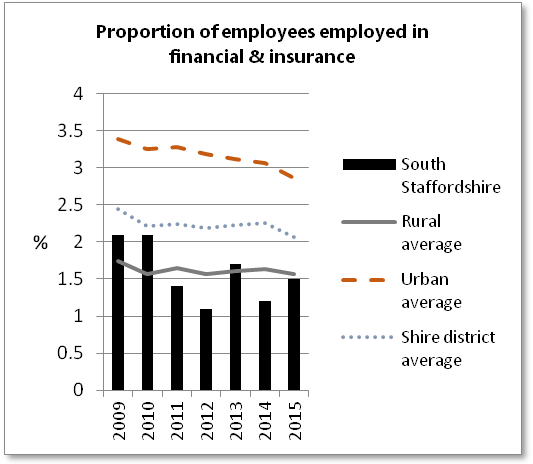 Proportion of employees employed in
financial & insurance
4
3.5
3
2.5
2
1.5
1
0.5
0
%
2009
2010
2011
2012
2013
2014
2015
South
Staffordshire
Rural
average
Urban
average
Shire district
average